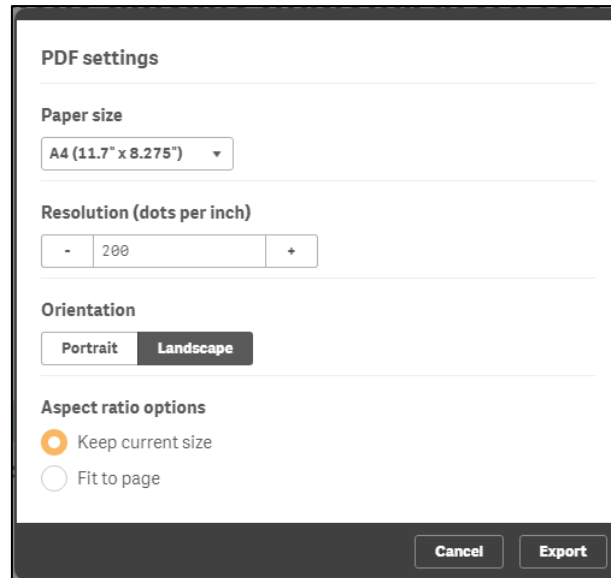 PDF settings
Paper size
A4 (11.7" x 8.275")
Resolution (dots per inch)
- 200 +
Orientation
Portrait Landscape
Aspect ratio options
Keep current size
Fit to page
Cancel Export